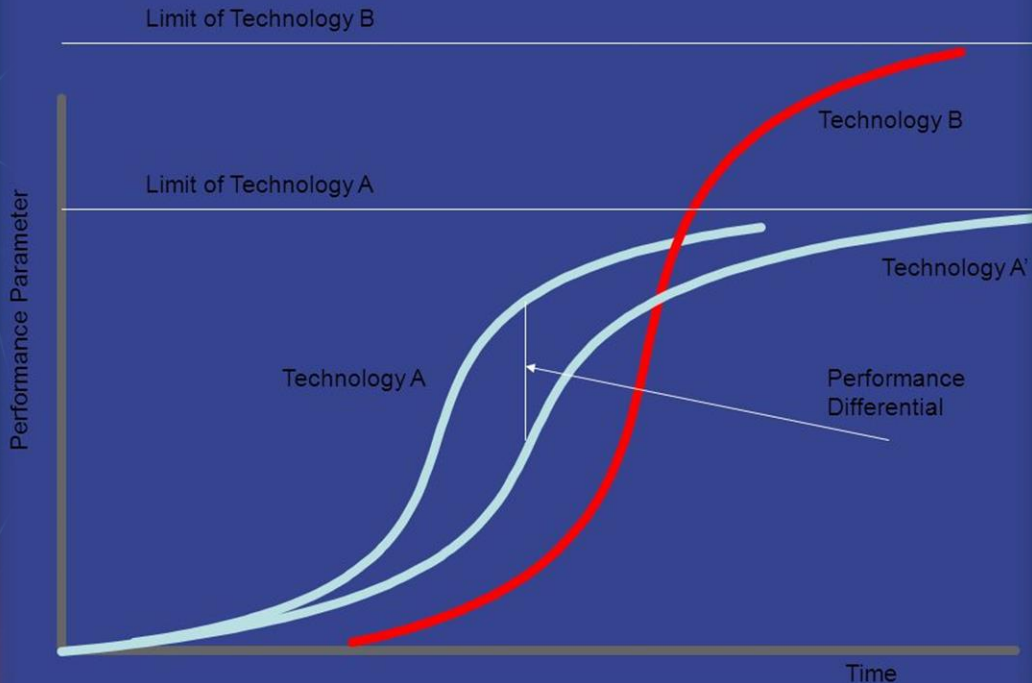 Limit of Technology B
Technology B
Limit of Technology A
Performance Parameter
Technology A'
Technology A
Performance
Differential
Time